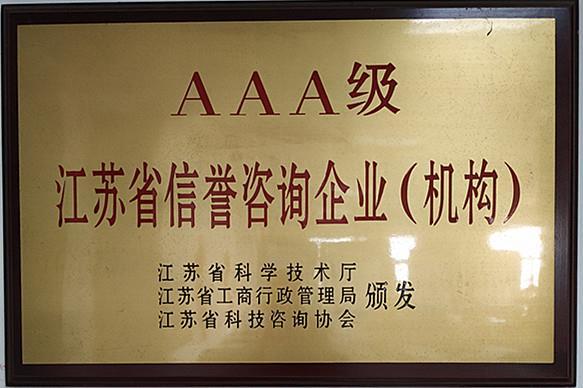 AAA级
江苏省信誉咨询企业(机构)
江苏省科学技术厅
江苏省工商行政管理局 颁发
江苏省科技咨询协会